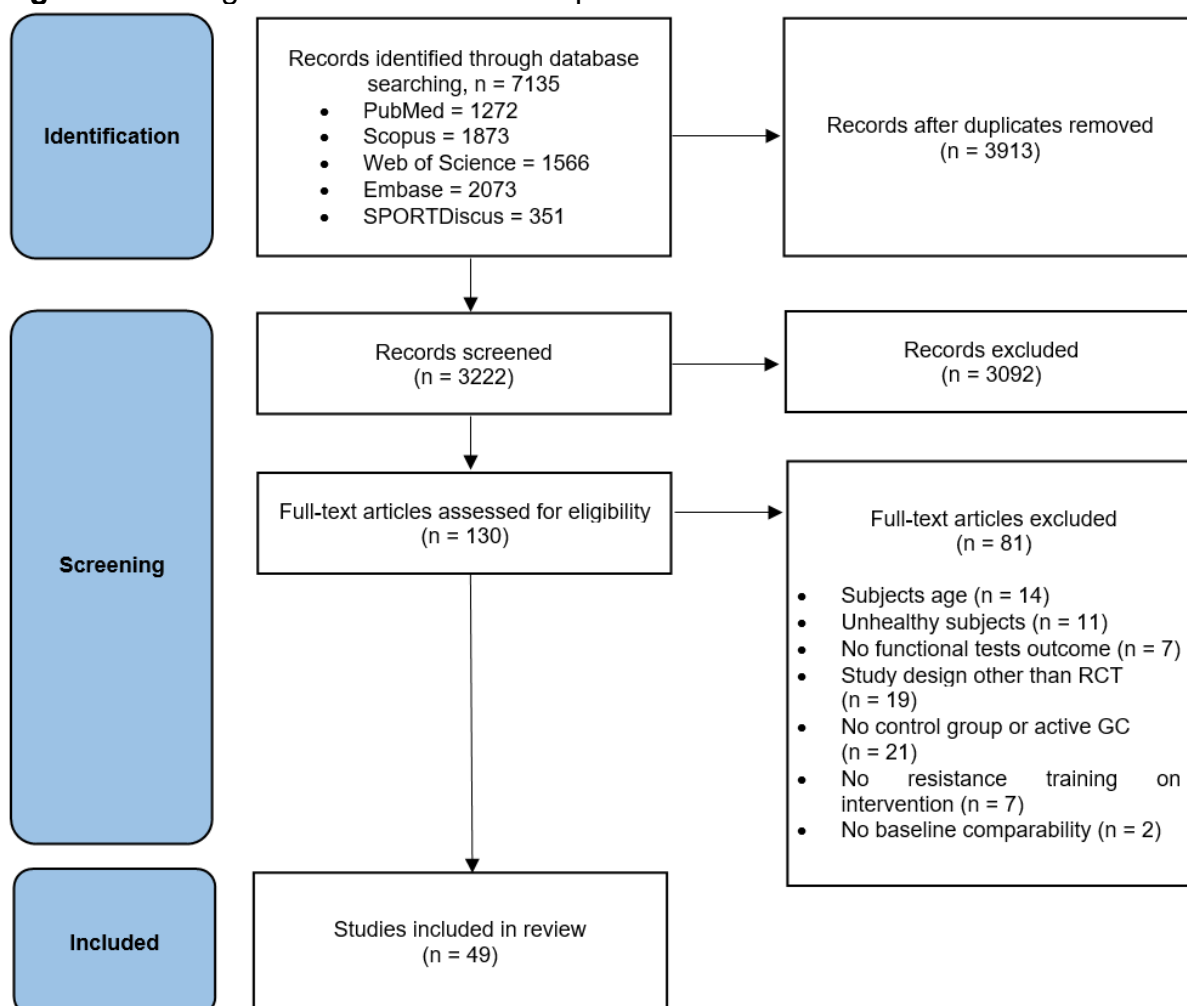 Identification
Records identified through database
searching, n = 7135
• PubMed = 1272
• Scopus = 1873
• Web of Science = 1566
• Embase = 2073
• SPORTDiscus = 351
Records after duplicates removed
(n = 3913)
Screening
Records screened
(n = 3222)
Records excluded
(n = 3092)
Full-text articles assessed for eligibility
(n = 130)
Full-text articles excluded
(n = 81)
• Subjects age (n = 14)
• Unhealthy subjects (n = 11)
• No functional tests outcome (n = 7)
• Study design other than RCT
(n = 19)
• No control group or active GC
(n = 21)
• No resistance training on
intervention (n = 7)
• No baseline comparability (n = 2)
Included
Studies included in review
(n = 49)